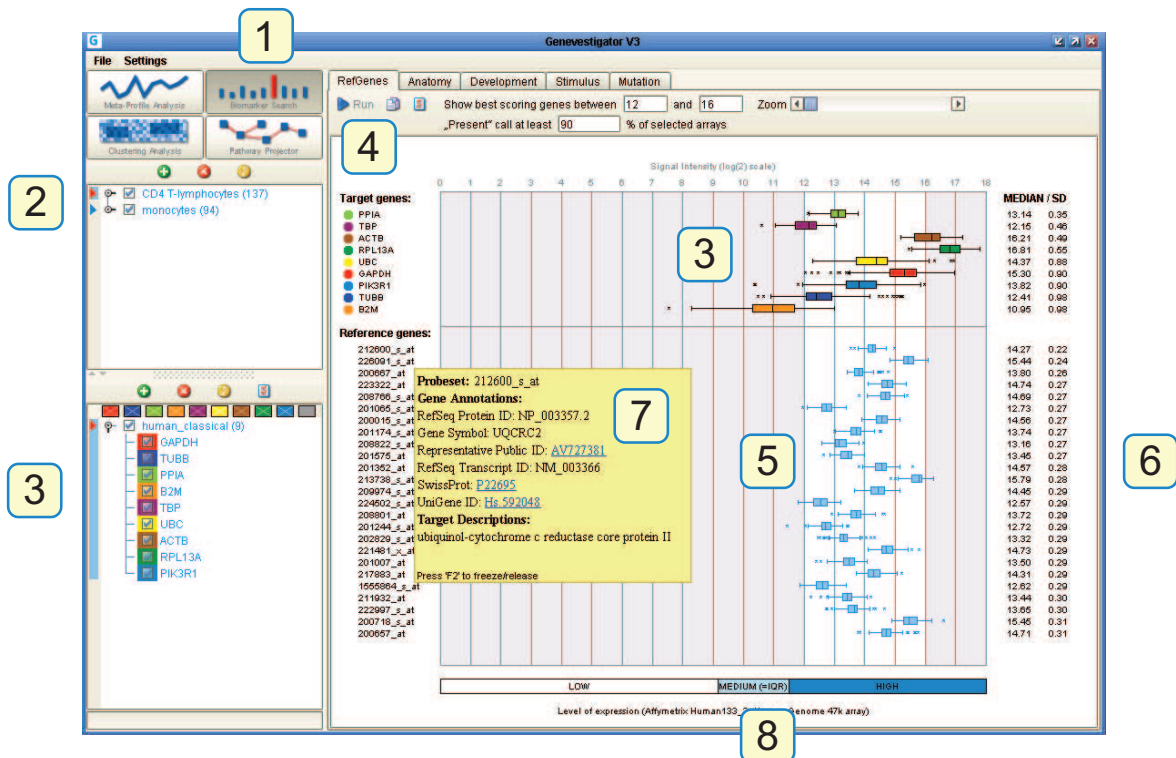 1
G Genevestigator V3
File Settings
Meta-Profile Analysis Biomarker Search
Clustering Analysis Pathway Projector
RefGenes Anatomy Development Stimulus Mutation
Run Show best scoring genes between 12 and 16 Zoom
„Present" call at least 90 % of selected arrays
4
2
CD4 T-lymphocytes (137)
monocytes (94)
3
human_classical (9)
GAPDH
TUBB
PPIA
B2M
TBP
UBC
ACTB
RPL13A
PIK3R1
Signal Intensity (log(2) scale)
0 1 2 3 4 5 6 7 8 9 10 11 12 13 14 15 16 17 18
Target genes: MEDIAN / SD
PPIA 13.14 0.35
TBP 12.15 0.46
ACTB 16.21 0.49
RPL13A 16.81 0.55
UBC 14.37 0.88
GAPDH 15.30 0.90
PIK3R1 13.82 0.90
TUBB 12.41 0.98
B2M 10.95 0.98
3
Reference genes:
212600_s_at 14.27 0.22
226091_s_at 15.44 0.24
200667_at 13.80 0.26
223322_at 14.74 0.27
208766_s_at 14.69 0.27
201065_s_at 12.73 0.27
200015_s_at 14.56 0.27
201174_s_at 13.74 0.27
208822_s_at 13.16 0.27
201575_at 13.45 0.27
201352_at 14.57 0.28
213738_s_at 15.79 0.28
209974_s_at 14.45 0.29
224502_s_at 12.57 0.29
208801_at 13.72 0.29
201244_s_at 12.72 0.29
202829_s_at 13.32 0.29
221481_x_at 14.73 0.29
201007_at 13.50 0.29
217883_at 14.31 0.29
1555864_s_at 12.62 0.29
211932_at 13.44 0.30
222997_s_at 13.65 0.30
200718_s_at 15.45 0.31
200657_at 14.71 0.31
Probeset: 212600_s_at
Gene Annotations:
RefSeq Protein ID: NP_003357.2
Gene Symbol: UQCRC2
Representative Public ID: AV727381
RefSeq Transcript ID: NM_003366
SwissProt: P22695
UniGene ID: Hs.592048
Target Descriptions:
ubiquinol-cytochrome c reductase core protein II
Press 'F2' to freeze/release
7
5
6
LOW MEDIUM (=IQR) HIGH
Level of expression (Affymetrix Human133_2 Genome 47k array)
8